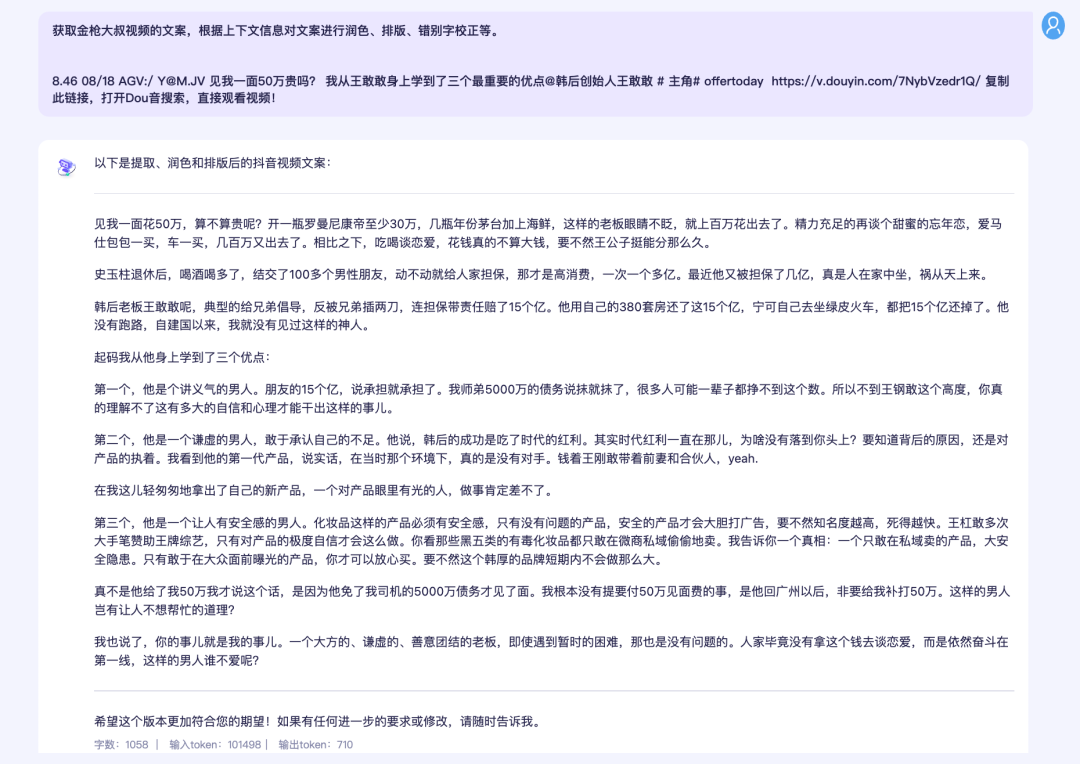 获取金枪大叔视频的文案，根据上下文信息对文案进行润色、排版、错别字校正等。
8.46 08/18 AGV:/ Y@M.JV 见我一面50万贵吗？ 我从王敢敢身上学到了三个最重要的优点@韩后创始人王敢敢 # 主角# offertoday https://v.douyin.com/7NybVzedr1Q/ 复制
此链接，打开Dou音搜索，直接观看视频！
以下是提取、润色和排版后的抖音视频文案：
见我一面花50万，算不算贵呢？开一瓶罗曼尼康帝至少30万，几瓶年份茅台加上海鲜，这样的老板眼睛不眨，就上百万花出去了。精力充足的再谈个甜蜜的忘年恋，爱马
仕包包一买，车一买，几百万又出去了。相比之下，吃喝谈恋爱，花钱真的不算大钱，要不然王公子挺能分那么久。
史玉柱退休后，喝酒喝多了，结交了100多个男性朋友，动不动就给人家担保，那才是高消费，一次一个多亿。最近他又被担保了几亿，真是人在家中坐，祸从天上来。
韩后老板王敢敢呢，典型的给兄弟倡导，反被兄弟插两刀，连担保带责任赔了15个亿。他用自己的380套房还了这15个亿，宁可自己去坐绿皮火车，都把15个亿还掉了。他
没有跑路，自建国以来，我就没有见过这样的神人。
起码我从他身上学到了三个优点：
第一个，他是个讲义气的男人。朋友的15个亿，说承担就承担了。我师弟5000万的债务说抹就抹了，很多人可能一辈子都挣不到这个数。所以不到王钢敢这个高度，你真
的理解不了这有多大的自信和心理才能干出这样的事儿。
第二个，他是一个谦虚的男人，敢于承认自己的不足。他说，韩后的成功是吃了时代的红利。其实时代红利一直在那儿，为啥没有落到你头上？要知道背后的原因，还是对
产品的执着。我看到他的第一代产品，说实话，在当时那个环境下，真的是没有对手。钱着王刚敢带着前妻和合伙人，yeah.
在我这儿轻匆匆地拿出了自己的新产品，一个对产品眼里有光的人，做事肯定差不了。
第三个，他是一个让人有安全感的男人。化妆品这样的产品必须有安全感，只有没有问题的产品，安全的产品才会大胆打广告，要不然知名度越高，死得越快。王杠敢多次
大手笔赞助王牌综艺，只有对产品的极度自信才会这么做。你看那些黑五类的有毒化妆品都只敢在微商私域偷偷地卖。我告诉你一个真相：一个只敢在私域卖的产品，大安
全隐患。只有敢于在大众面前曝光的产品，你才可以放心买。要不然这个韩厚的品牌短期内不会做那么大。
真不是他给了我50万我才说这个话，是因为他免了我司机的5000万债务才见了面。我根本没有提要付50万见面费的事，是他回广州以后，非要给我补打50万。这样的男人
岂有让人不想帮忙的道理？
我也说了，你的事儿就是我的事儿。一个大方的、谦虚的、善意团结的老板，即使遇到暂时的困难，那也是没有问题的。人家毕竟没有拿这个钱去谈恋爱，而是依然奋斗在
第一线，这样的男人谁不爱呢？
希望这个版本更加符合您的期望！如果有任何进一步的要求或修改，请随时告诉我。
字数：1058 | 输入token：101498 | 输出token：710